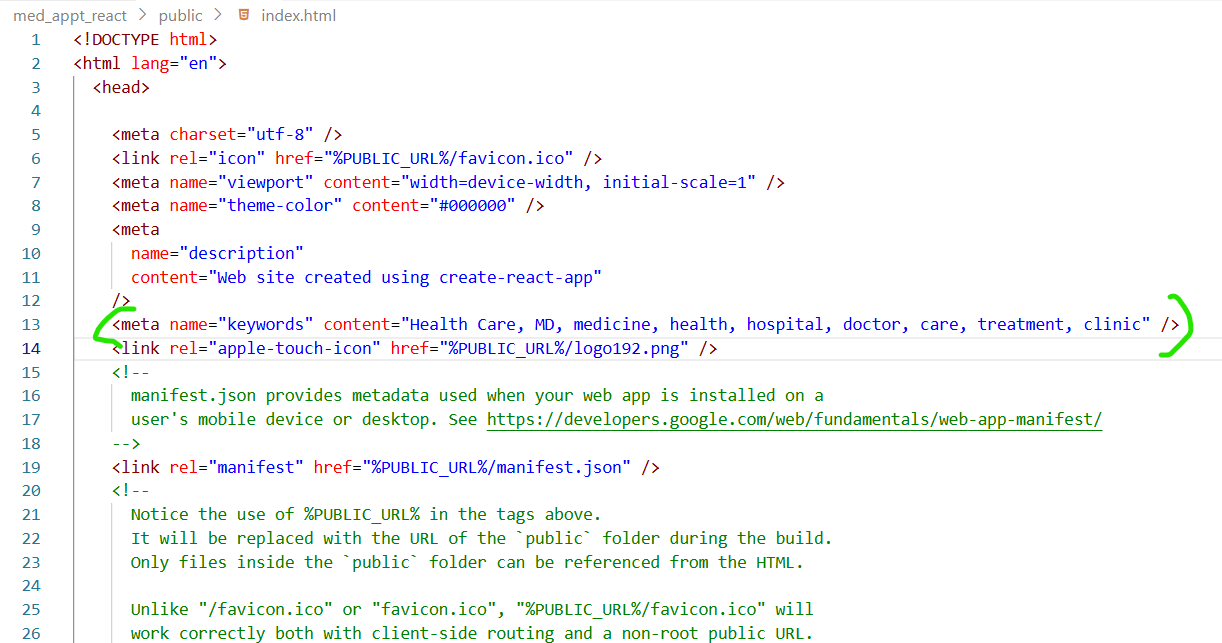 med_appt_react > public > index.html
1 <!DOCTYPE html>
2 <html lang="en">
3 <head>
4
5 <meta charset="utf-8" />
6 <link rel="icon" href="%PUBLIC_URL%/favicon.ico" />
7 <meta name="viewport" content="width=device-width, initial-scale=1" />
8 <meta name="theme-color" content="#000000" />
9 <meta
10 name="description"
11 content="Web site created using create-react-app"
12 />
13 <meta name="keywords" content="Health Care, MD, medicine, health, hospital, doctor, care, treatment, clinic" />
14 <link rel="apple-touch-icon" href="%PUBLIC_URL%/logo192.png" />
15 <!--
16 manifest.json provides metadata used when your web app is installed on a
17 user's mobile device or desktop. See https://developers.google.com/web/fundamentals/web-app-manifest/
18 -->
19 <link rel="manifest" href="%PUBLIC_URL%/manifest.json" />
20 <!--
21 Notice the use of %PUBLIC_URL% in the tags above.
22 It will be replaced with the URL of the `public` folder during the build.
23 Only files inside the `public` folder can be referenced from the HTML.
24
25 Unlike "/favicon.ico" or "favicon.ico", "%PUBLIC_URL%/favicon.ico" will
26 work correctly both with client-side routing and a non-root public URL.